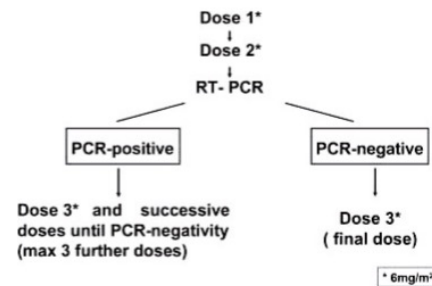 Dose 1*
Dose 2*
RT- PCR
PCR-positive
PCR-negative
Dose 3* and successive
doses until PCR-negativity
(max 3 further doses)
Dose 3*
( final dose)
* 6mg/m²